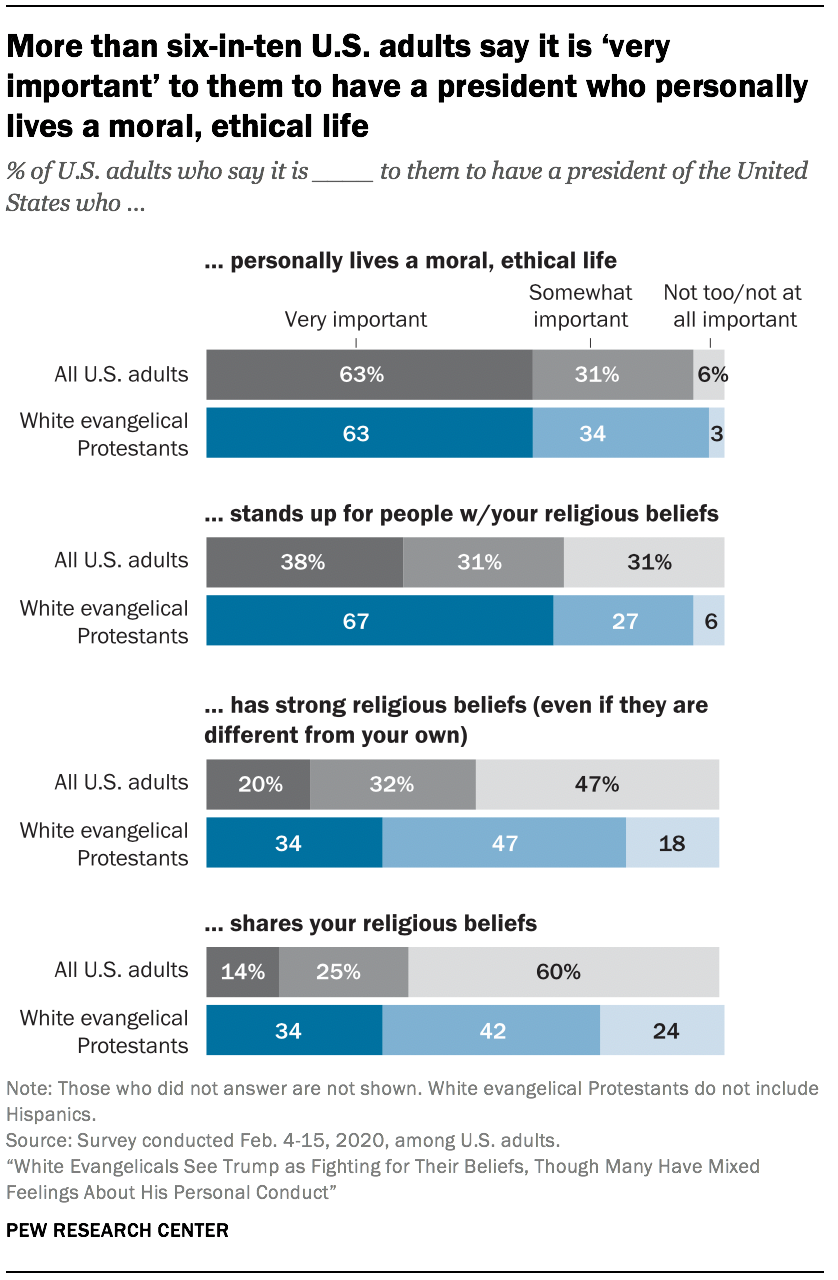 More than six-in-ten U.S. adults say it is ‘very
important’ to them to have a president who personally
lives a moral, ethical life
% of U.S. adults who say it is ____ to them to have a president of the United
States who ...
... personally lives a moral, ethical life
Very important
Somewhat
important
Not too/not at
all important
All U.S. adults
63%
31%
6%
White evangelical
Protestants
63
34
3
... stands up for people w/your religious beliefs
All U.S. adults
38%
31%
31%
White evangelical
Protestants
67
27
6
... has strong religious beliefs (even if they are
different from your own)
All U.S. adults
20%
32%
47%
White evangelical
Protestants
34
47
18
... shares your religious beliefs
All U.S. adults
14%
25%
60%
White evangelical
Protestants
34
42
24
Note: Those who did not answer are not shown. White evangelical Protestants do not include
Hispanics.
Source: Survey conducted Feb. 4-15, 2020, among U.S. adults.
“White Evangelicals See Trump as Fighting for Their Beliefs, Though Many Have Mixed
Feelings About His Personal Conduct”
PEW RESEARCH CENTER